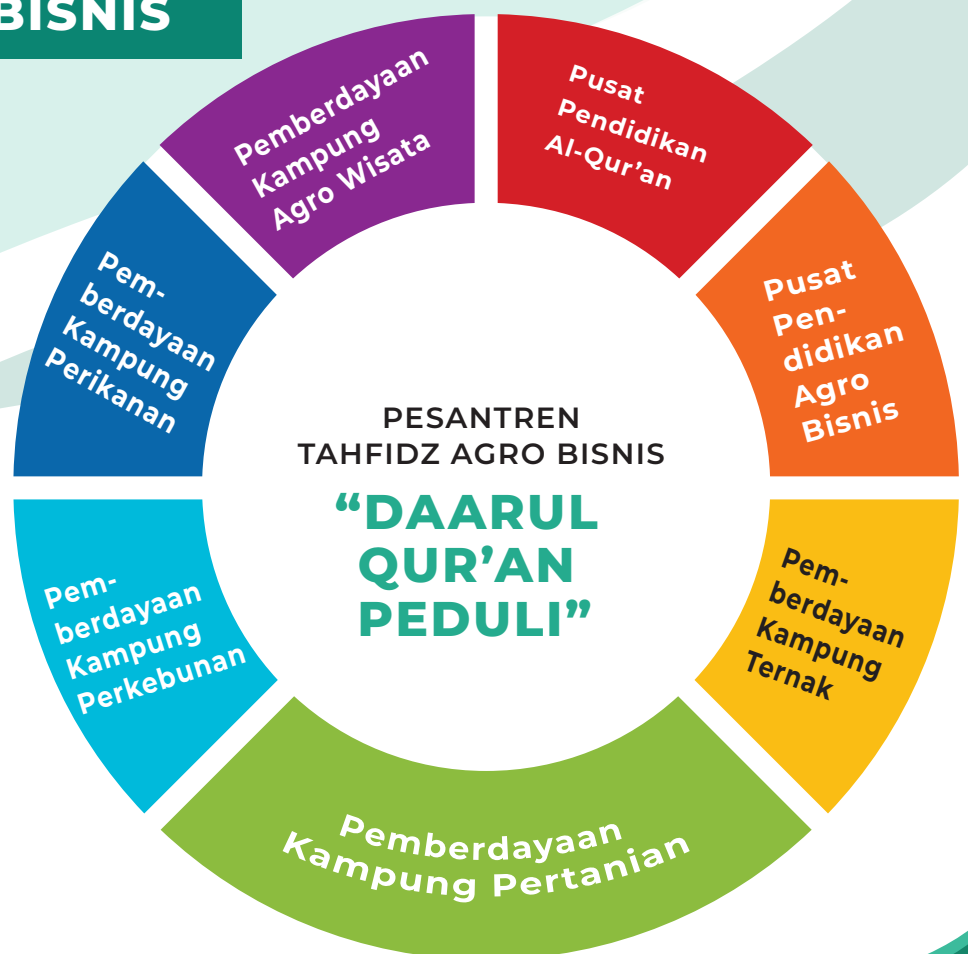 BISNIS
Pemberdayaan
Kampung
Agro Wisata
Pusat
Pendidikan
Al-Qur’an
Pusat
Pen-
didikan
Agro
Bisnis
Pem-
berdayaan
Kampung
Ternak
Pemberdayaan
Kampung Pertanian
Pem-
berdayaan
Kampung
Perkebunan
Pem-
berdayaan
Kampung
Perikanan
PESANTREN
TAHFIDZ AGRO BISNIS
“DAARUL
QUR’AN
PEDULI”